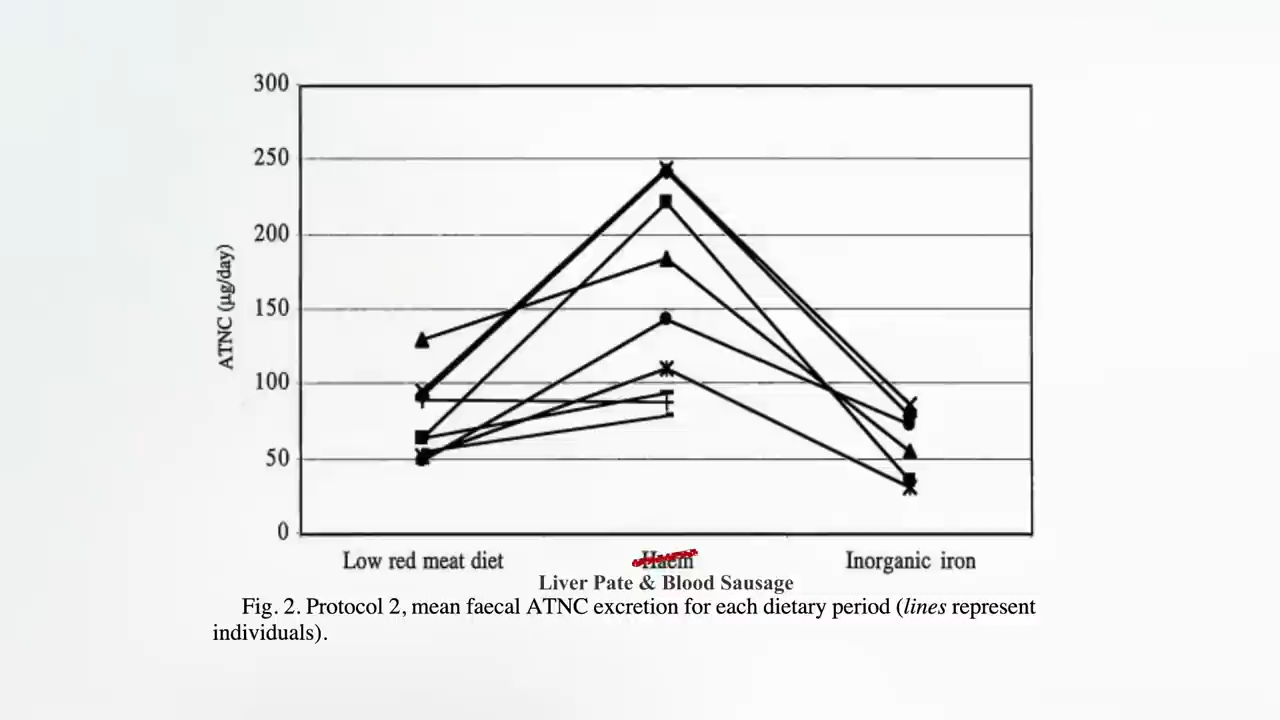 300
250
200
150
100
50
0
ATNC (µg/day)
Low red meat diet Haem Inorganic iron
Liver Pate & Blood Sausage
Fig. 2. Protocol 2, mean faecal ATNC excretion for each dietary period (lines represent
individuals).